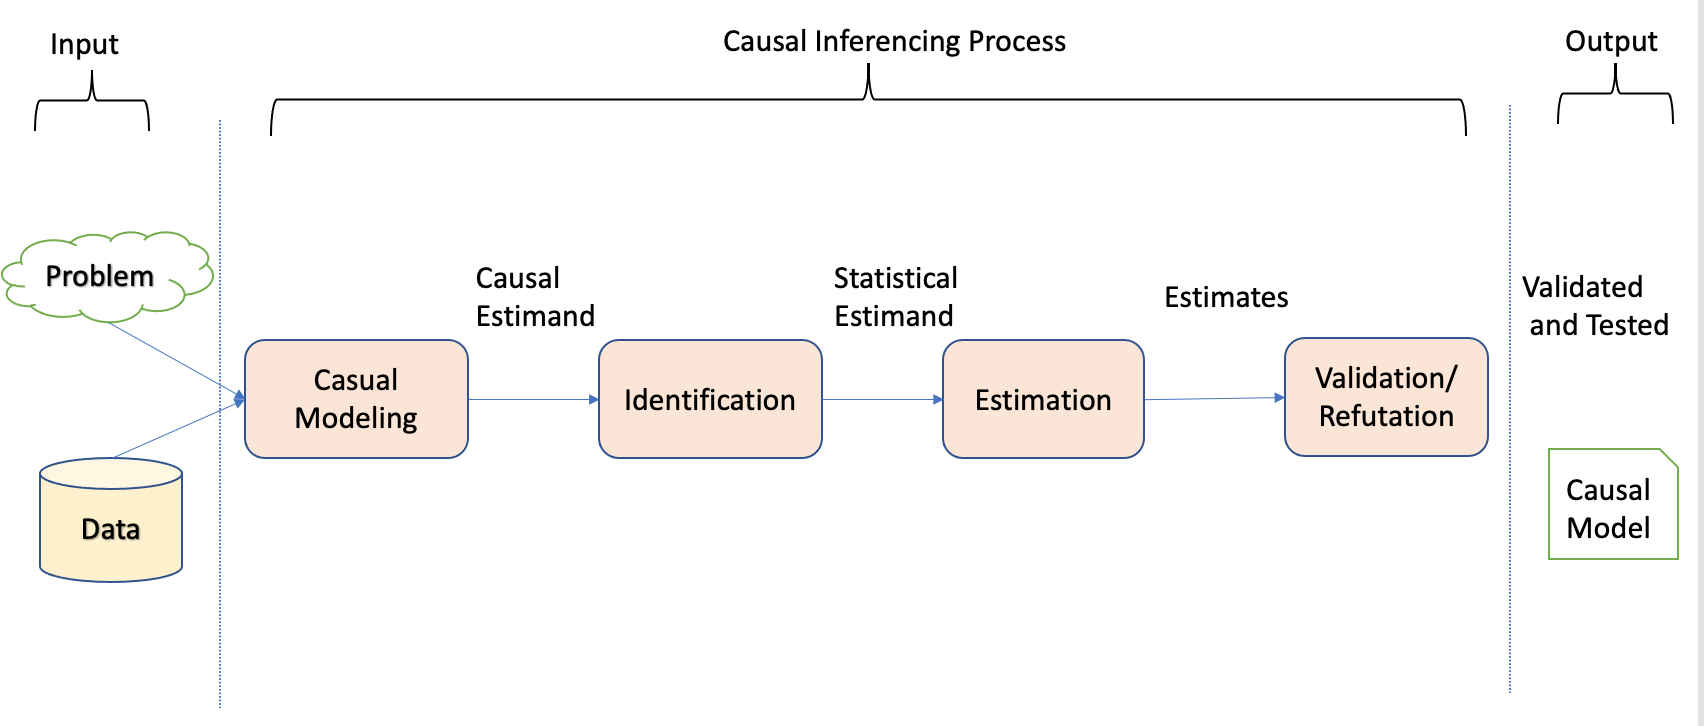 Input
Causal Inferencing Process
Output
Problem
Causal
Estimand
Statistical
Estimand
Estimates
Validated
and Tested
Casual
Modeling
Identification
Estimation
Validation/
Refutation
Data
Causal
Model